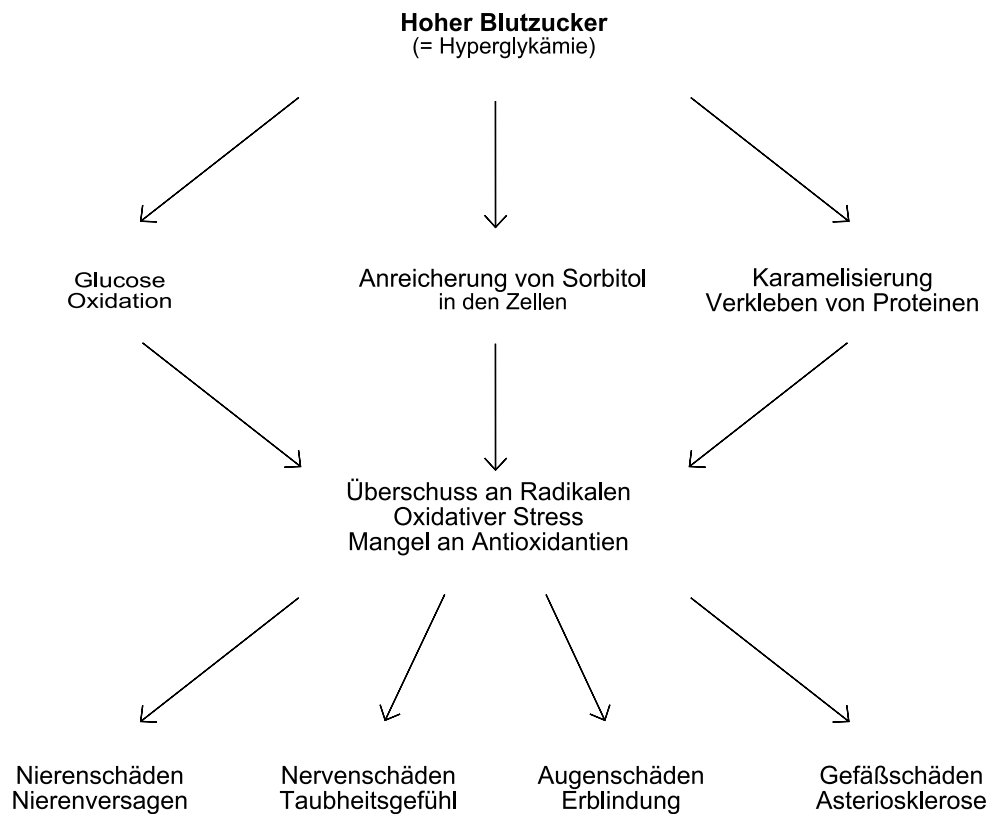 Hoher Blutzucker
(= Hyperglykämie)
Glucose
Oxidation
Anreicherung von Sorbitol
in den Zellen
Karamelisierung
Verkleben von Proteinen
Überschuss an Radikalen
Oxidativer Stress
Mangel an Antioxidantien
Nierenschäden
Nierenversagen
Nervenschäden
Taubheitsgefühl
Augenschäden
Erblindung
Gefäßschäden
Asteriosklerose